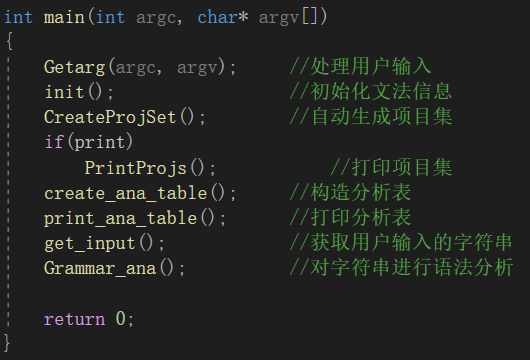 int main(int argc, char* argv[])
{
    Getarg(argc, argv);     //处理用户输入
    init();                 //初始化文法信息
    CreateProjSet();        //自动生成项目集
    if(print)
        PrintProjs();           //打印项目集
    create_ana_table();     //构造分析表
    print_ana_table();      //打印分析表
    get_input();            //获取用户输入的字符串
    Grammar_ana();          //对字符串进行语法分析

    return 0;
}